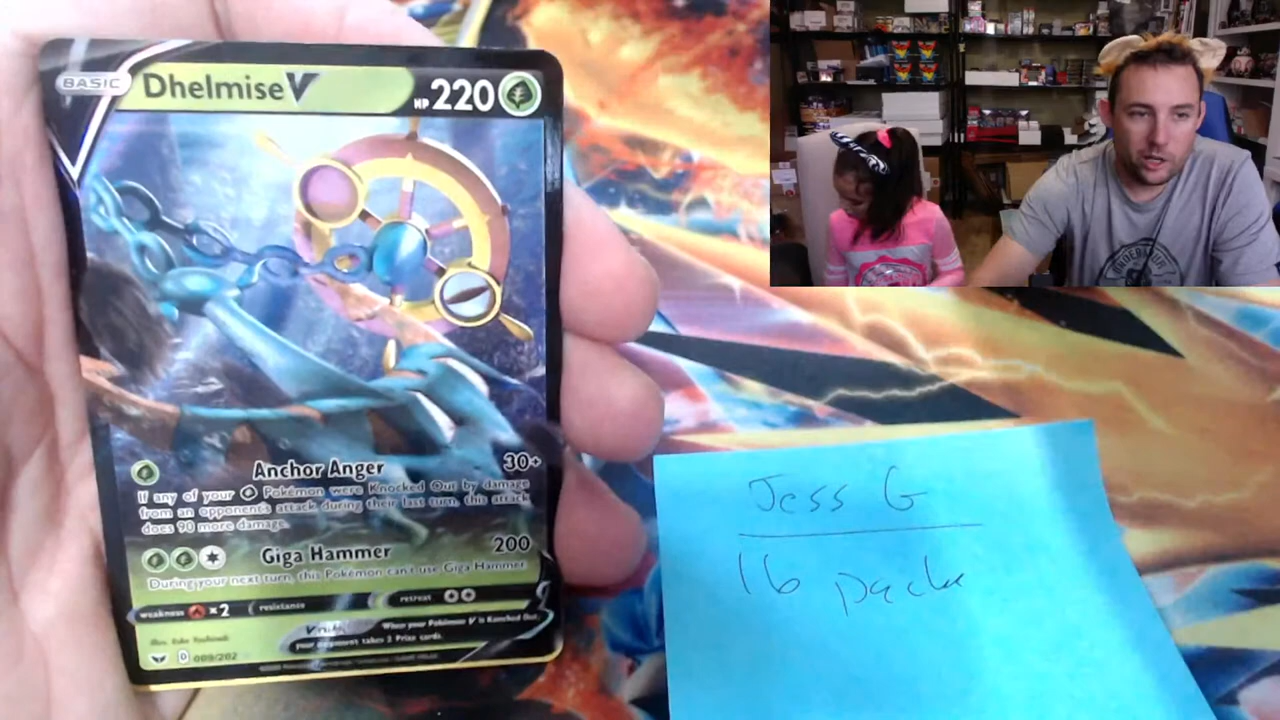 BASIC
Dhelmise V HP 220
Anchor Anger 30+
If any of your Pokémon were Knocked Out by damage
from an opponent's attack during their last turn, this attack
does 90 more damage.
Giga Hammer 200
During your next turn, this Pokémon can't use Giga Hammer.
weakness ×2 resistance retreat
V rule When your Pokémon V is Knocked Out,
your opponent takes 2 Prize cards.
D 009/202
Jess G
16 packs